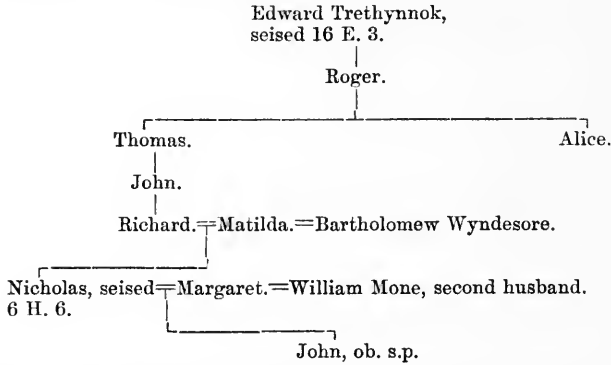 Edward Trethynnok,
seised 16 E. 3.
Roger.
Thomas. Alice.
John.
Richard.=Matilda.=Bartholomew Wyndesore.
Nicholas, seised=Margaret.=William Mone, second husband.
6 H. 6.
John, ob. s.p.